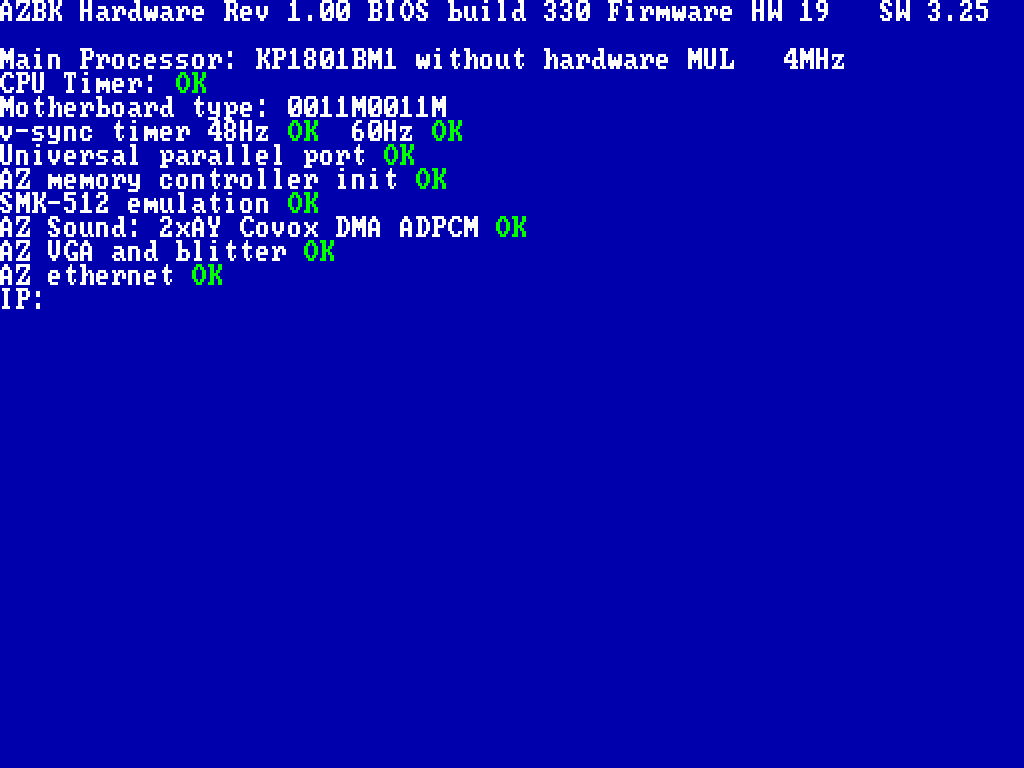 AZBK Hardware Rev 1.00 BIOS build 330 Firmware HW 19   SW 3.25
Main Processor: KP1801BM1 without hardware MUL   4MHz
CPU Timer: OK
Motherboard type: 0011M0011M
v-sync timer 48Hz OK  60Hz OK
Universal parallel port OK
AZ memory controller init OK
SMK-512 emulation OK
AZ Sound: 2xAY Covox DMA ADPCM OK
AZ VGA and blitter OK
AZ ethernet OK
IP: